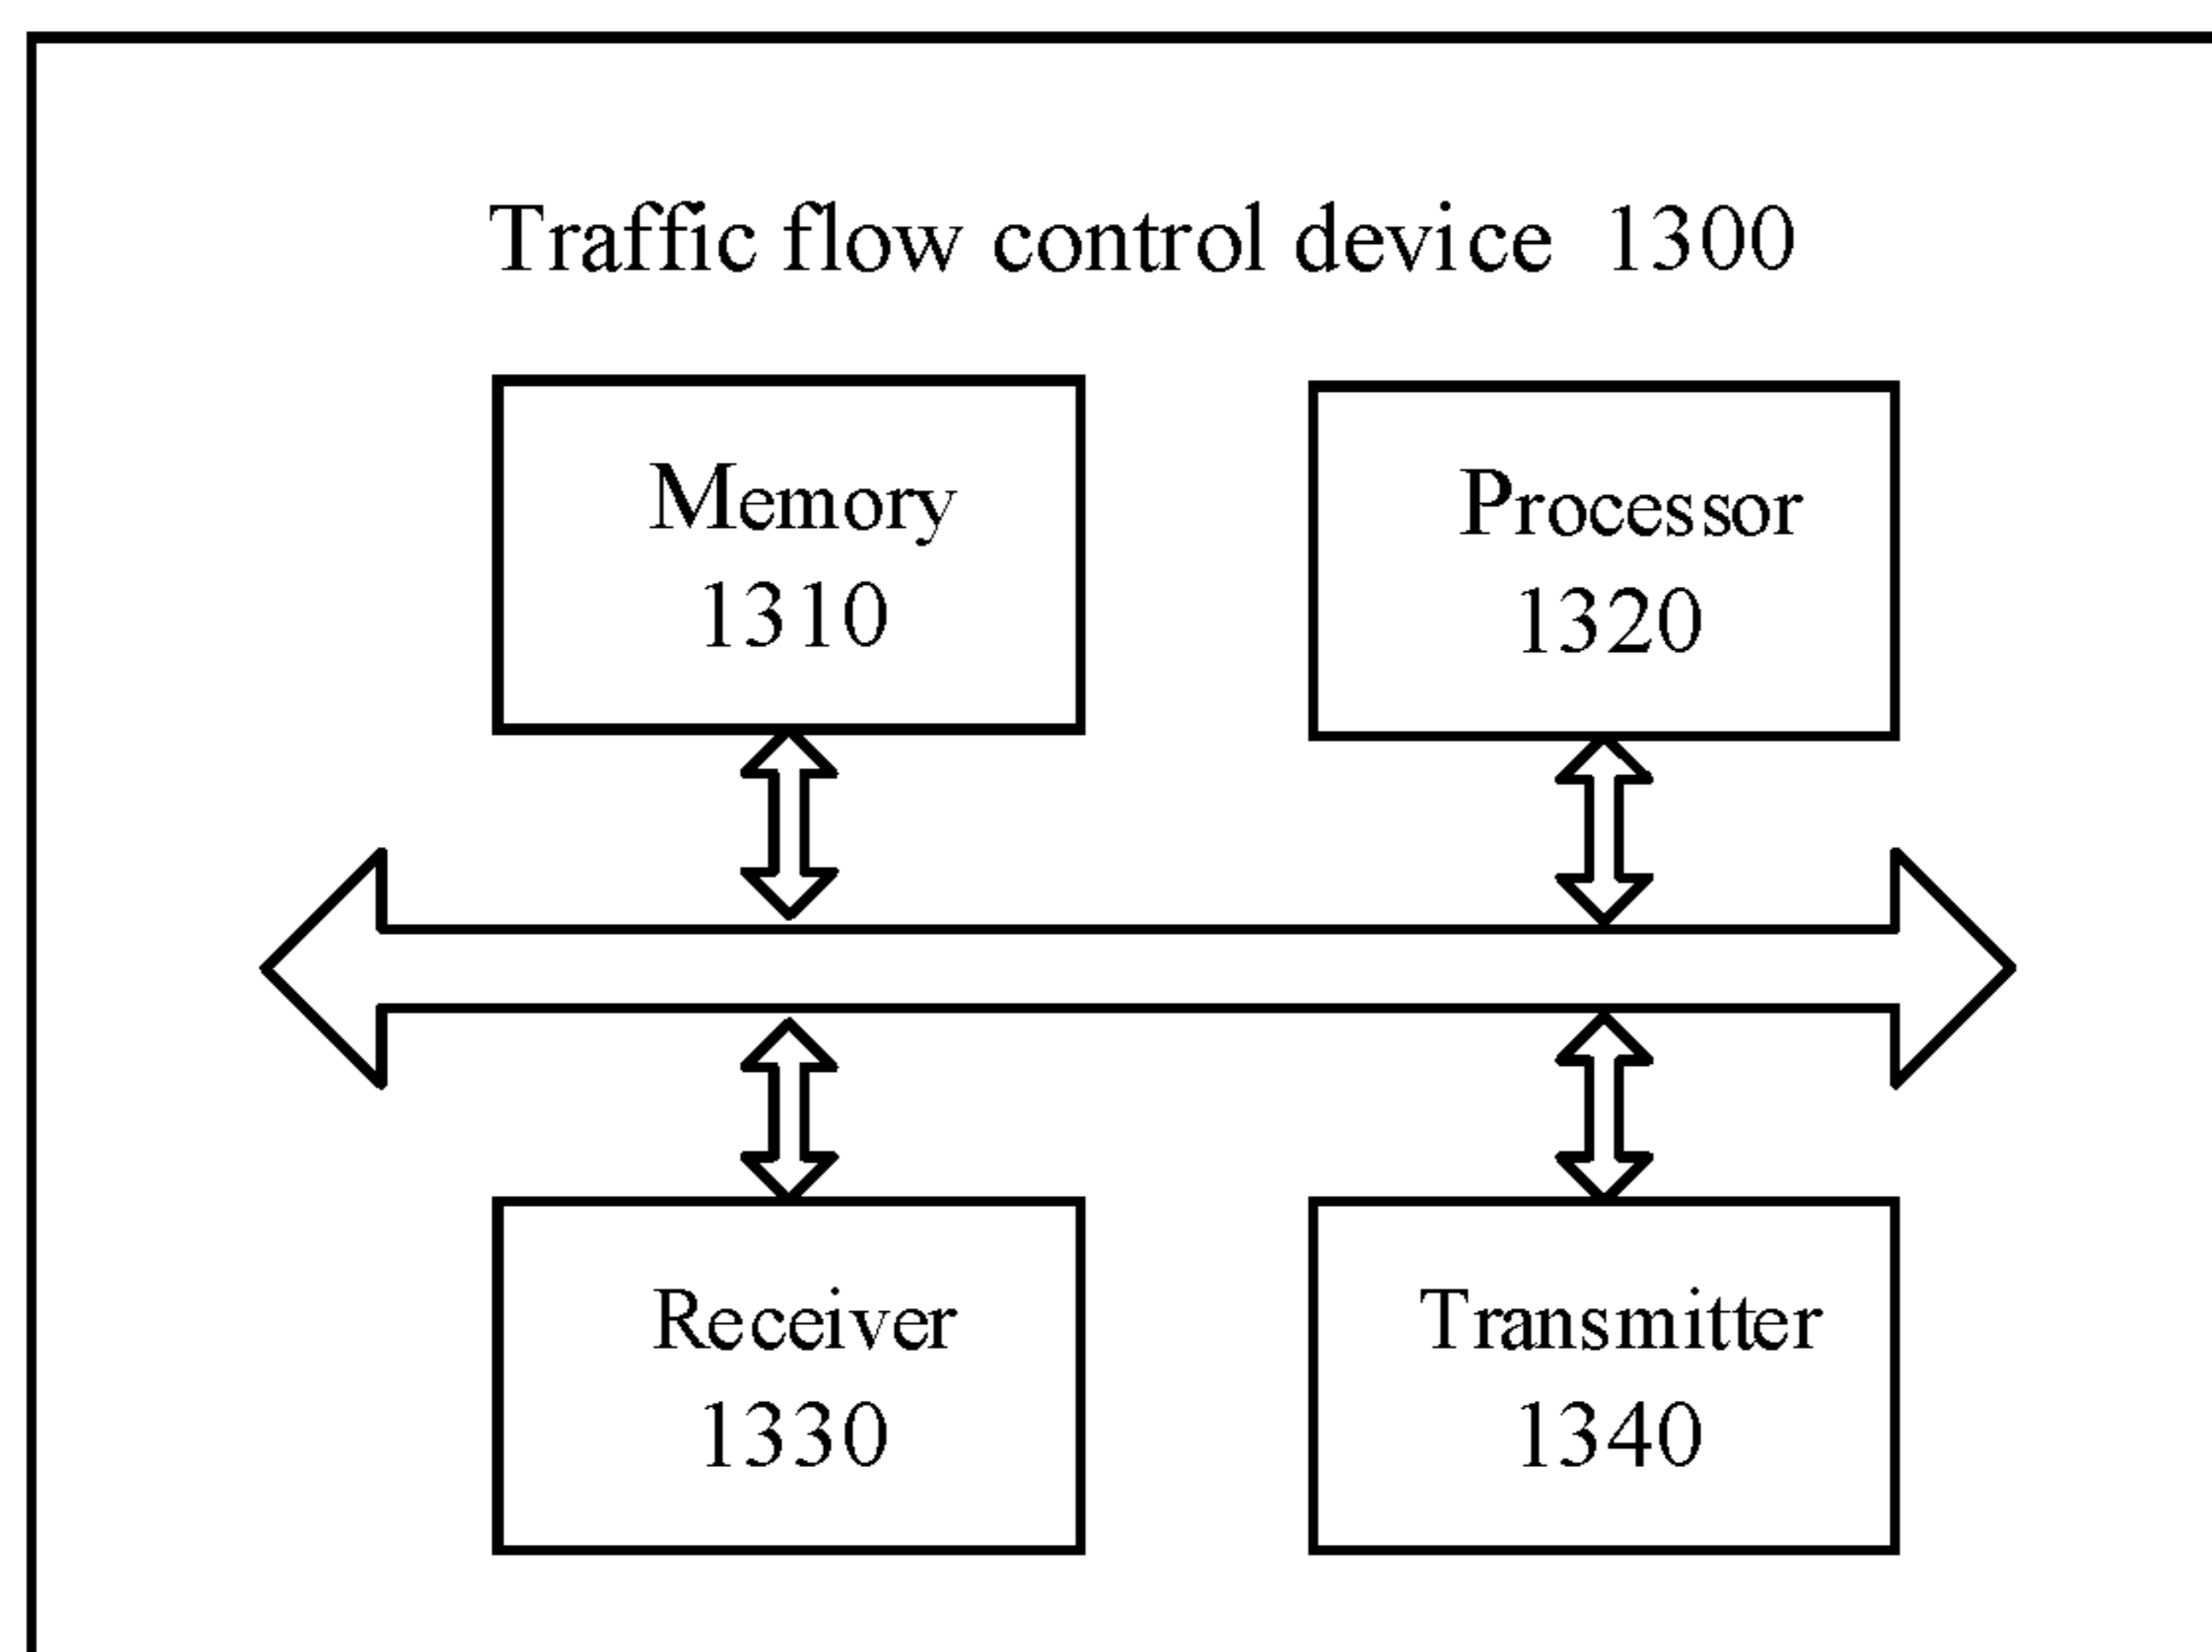 Traffic flow control device 1300
Memory
1310
Processor
1320
Receiver
1330
Transmitter
1340